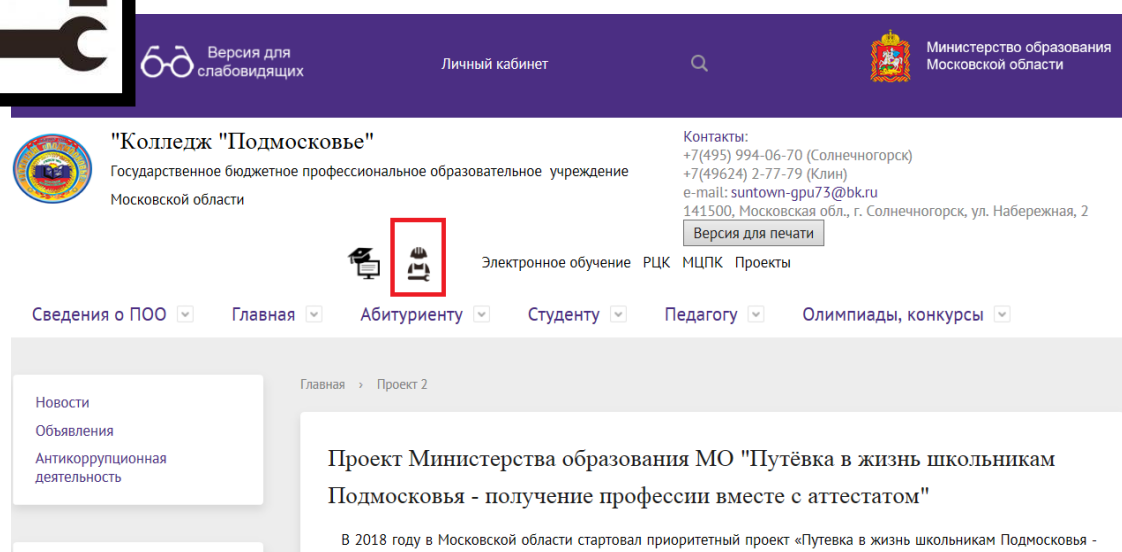 Версия для
слабовидящих
Личный кабинет
Министерство образования
Московской области
"Колледж "Подмосковье"
Государственное бюджетное профессиональное образовательное учреждение
Московской области
Контакты:
+7(495) 994-06-70 (Солнечногорск)
+7(49624) 2-77-79 (Клин)
e-mail: suntown-gpu73@bk.ru
141500, Московская обл., г. Солнечногорск, ул. Набережная, 2
Версия для печати
Электронное обучение РЦК МЦПК Проекты
Сведения о ПОО Главная Абитуриенту Студенту Педагогу Олимпиады, конкурсы
Главная › Проект 2
Новости
Объявления
Антикоррупционная
деятельность
Проект Министерства образования МО "Путёвка в жизнь школьникам
Подмосковья - получение профессии вместе с аттестатом"
В 2018 году в Московской области стартовал приоритетный проект «Путевка в жизнь школьникам Подмосковья -